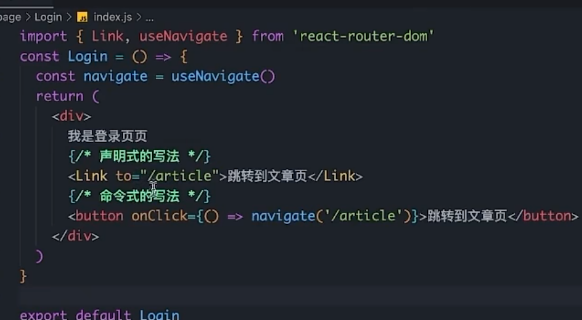 page > Login > index.js > ...
import { Link, useNavigate } from 'react-router-dom'
const Login = () => {
const navigate = useNavigate()
return (
<div>
我是登录页页
{/* 声明式的写法 */}
<Link to="/article">跳转到文章页</Link>
{/* 命令式的写法 */}
<button onClick={() => navigate('/article')}>跳转到文章页</button>
</div>
)
}
export default Login